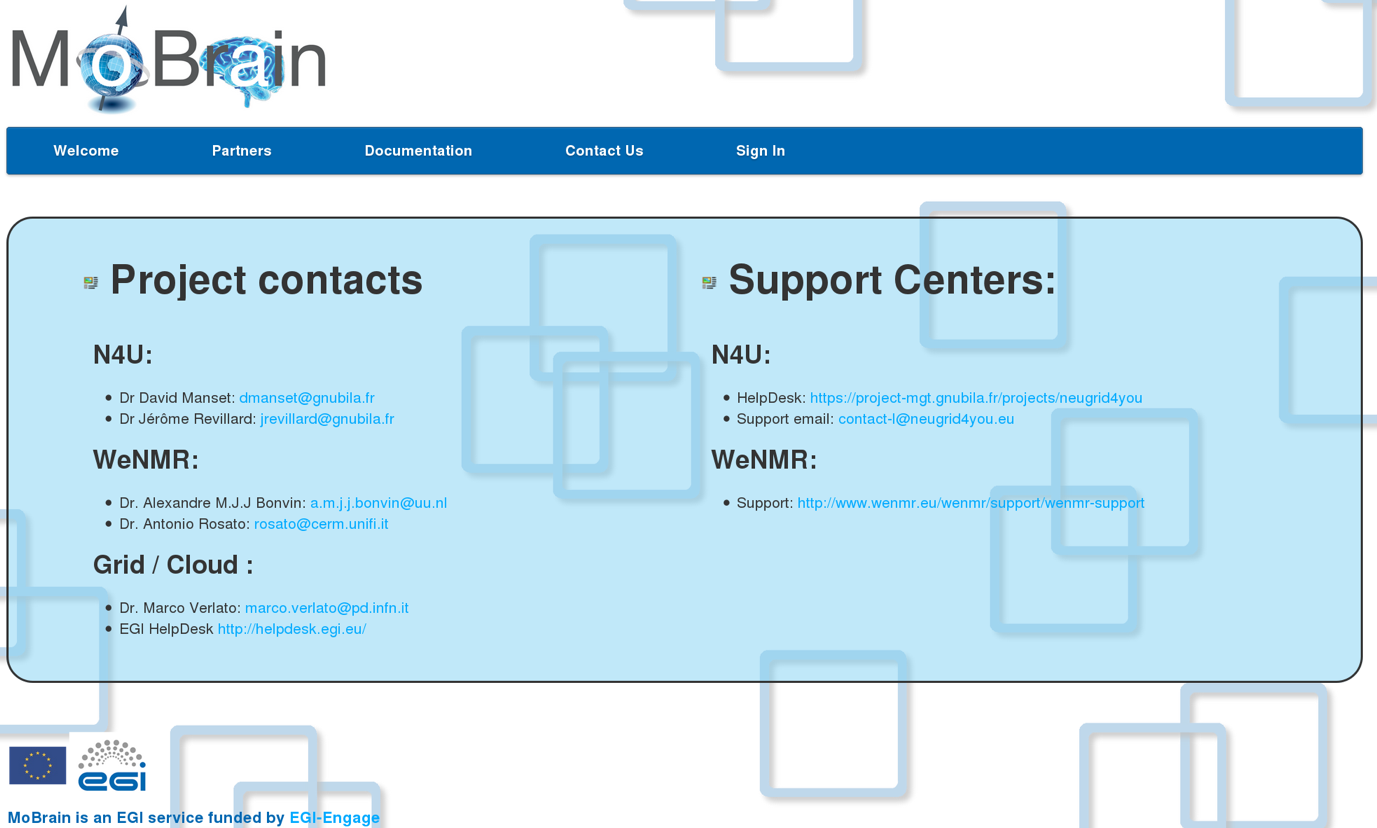 MoBrain
Welcome
Partners
Documentation
Contact Us
Sign In
Project contacts
N4U:
Dr David Manset: dmanset@gnubila.fr
Dr Jérôme Revillard: jrevillard@gnubila.fr
WeNMR:
Dr. Alexandre M.J.J Bonvin: a.m.j.j.bonvin@uu.nl
Dr. Antonio Rosato: rosato@cerm.unifi.it
Grid / Cloud :
Dr. Marco Verlato: marco.verlato@pd.infn.it
EGI HelpDesk http://helpdesk.egi.eu/
Support Centers:
N4U:
HelpDesk: https://project-mgt.gnubila.fr/projects/neugrid4you
Support email: contact-l@neugrid4you.eu
WeNMR:
Support: http://www.wenmr.eu/wenmr/support/wenmr-support
egi
MoBrain is an EGI service funded by EGI-Engage